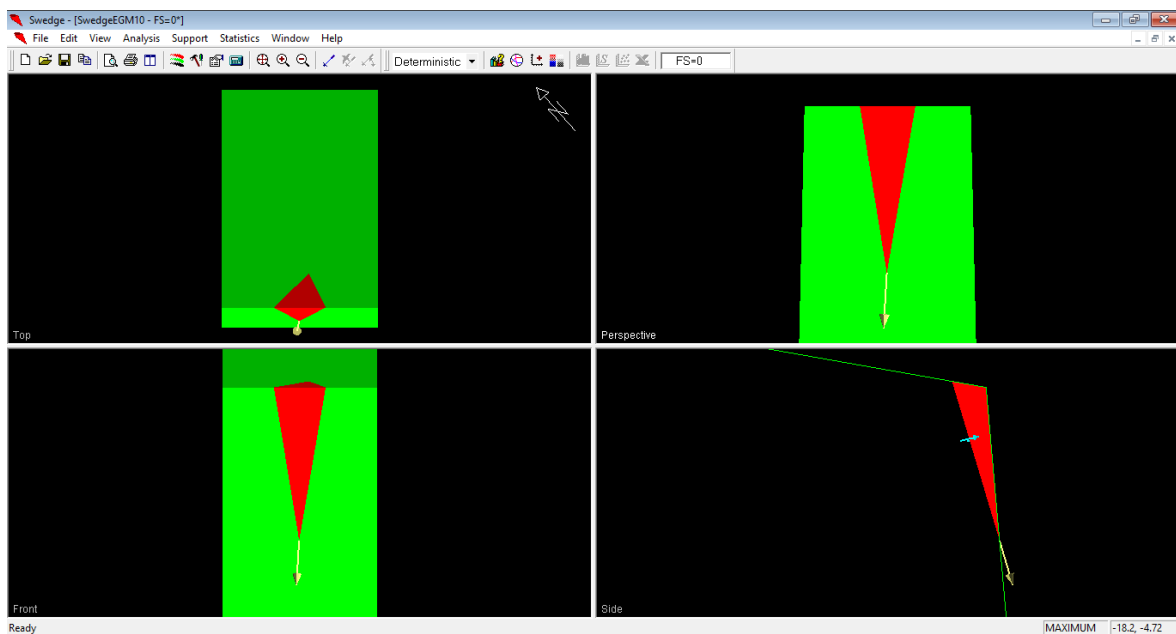 Swedge - [SwedgeEGM10 - FS=0*]
File Edit View Analysis Support Statistics Window Help
Deterministic FS=0
N
Top
Perspective
Front
Side
Ready MAXIMUM -18.2, -4.72